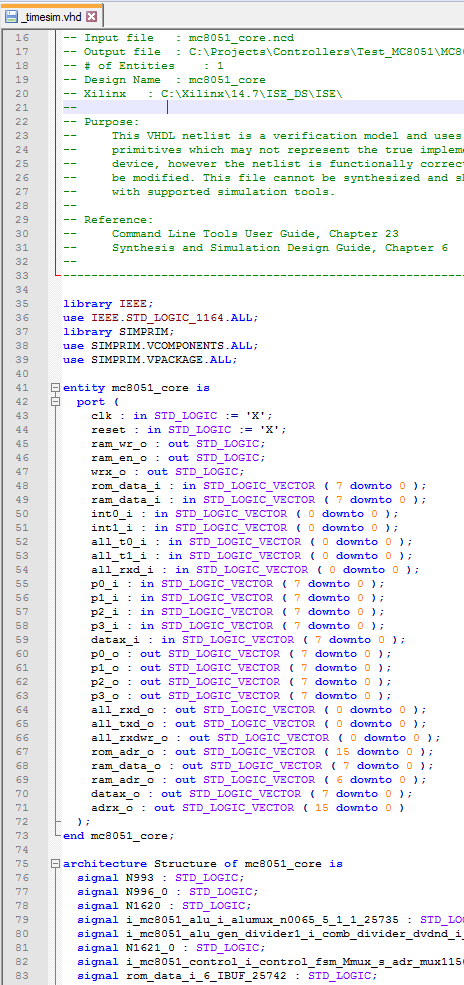 _timesim.vhd
16 -- Input file   : mc8051_core.ncd
17 -- Output file  : C:\Projects\Controllers\Test_MC8051\MC8
18 -- # of Entities    : 1
19 -- Design Name  : mc8051_core
20 -- Xilinx   : C:\Xilinx\14.7\ISE_DS\ISE\
21 --
22 -- Purpose:
23 --     This VHDL netlist is a verification model and uses
24 --     primitives which may not represent the true impleme
25 --     device, however the netlist is functionally correc
26 --     be modified. This file cannot be synthesized and s
27 --     with supported simulation tools.
28 --
29 -- Reference:
30 --     Command Line Tools User Guide, Chapter 23
31 --     Synthesis and Simulation Design Guide, Chapter 6
32 --
33 --------------------------------------------------
34
35 library IEEE;
36 use IEEE.STD_LOGIC_1164.ALL;
37 library SIMPRIM;
38 use SIMPRIM.VCOMPONENTS.ALL;
39 use SIMPRIM.VPACKAGE.ALL;
40
41 entity mc8051_core is
42   port (
43     clk : in STD_LOGIC := 'X';
44     reset : in STD_LOGIC := 'X';
45     ram_wr_o : out STD_LOGIC;
46     ram_en_o : out STD_LOGIC;
47     wrx_o : out STD_LOGIC;
48     rom_data_i : in STD_LOGIC_VECTOR ( 7 downto 0 );
49     ram_data_i : in STD_LOGIC_VECTOR ( 7 downto 0 );
50     int0_i : in STD_LOGIC_VECTOR ( 0 downto 0 );
51     int1_i : in STD_LOGIC_VECTOR ( 0 downto 0 );
52     all_t0_i : in STD_LOGIC_VECTOR ( 0 downto 0 );
53     all_t1_i : in STD_LOGIC_VECTOR ( 0 downto 0 );
54     all_rxd_i : in STD_LOGIC_VECTOR ( 0 downto 0 );
55     p0_i : in STD_LOGIC_VECTOR ( 7 downto 0 );
56     p1_i : in STD_LOGIC_VECTOR ( 7 downto 0 );
57     p2_i : in STD_LOGIC_VECTOR ( 7 downto 0 );
58     p3_i : in STD_LOGIC_VECTOR ( 7 downto 0 );
59     datax_i : in STD_LOGIC_VECTOR ( 7 downto 0 );
60     p0_o : out STD_LOGIC_VECTOR ( 7 downto 0 );
61     p1_o : out STD_LOGIC_VECTOR ( 7 downto 0 );
62     p2_o : out STD_LOGIC_VECTOR ( 7 downto 0 );
63     p3_o : out STD_LOGIC_VECTOR ( 7 downto 0 );
64     all_rxd_o : out STD_LOGIC_VECTOR ( 0 downto 0 );
65     all_txd_o : out STD_LOGIC_VECTOR ( 0 downto 0 );
66     all_rxdwr_o : out STD_LOGIC_VECTOR ( 0 downto 0 );
67     rom_adr_o : out STD_LOGIC_VECTOR ( 15 downto 0 );
68     ram_data_o : out STD_LOGIC_VECTOR ( 7 downto 0 );
69     ram_adr_o : out STD_LOGIC_VECTOR ( 6 downto 0 );
70     datax_o : out STD_LOGIC_VECTOR ( 7 downto 0 );
71     adrx_o : out STD_LOGIC_VECTOR ( 15 downto 0 )
72   );
73 end mc8051_core;
74
75 architecture Structure of mc8051_core is
76   signal N993 : STD_LOGIC;
77   signal N996_0 : STD_LOGIC;
78   signal N1620 : STD_LOGIC;
79   signal i_mc8051_alu_i_alumux_n0065_5_1_1_25735 : STD_LO
80   signal i_mc8051_alu_gen_divider1_i_comb_divider_dvdnd_i_
81   signal N1621_0 : STD_LOGIC;
82   signal i_mc8051_control_i_control_fsm_Mmux_s_adr_mux115
83   signal rom_data_i_6_IBUF_25742 : STD_LOGIC;